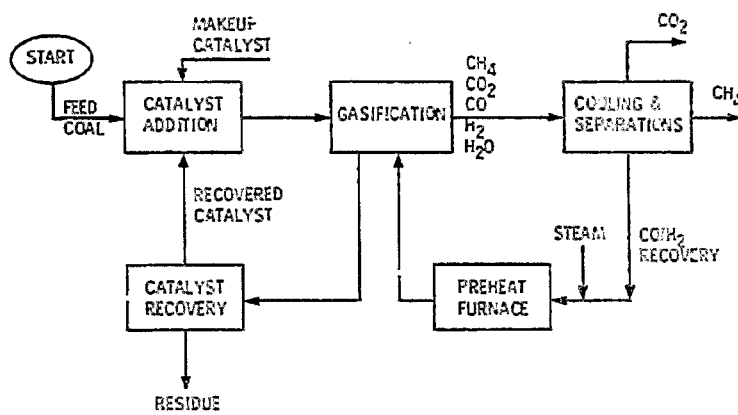 START
MAKEUP
CATALYST
FEED
COAL
CATALYST
ADDITION
GASIFICATION
CH4
CO2
CO
H2
H2O
COOLING &
SEPARATIONS
CO2
CH4
RECOVERED
CATALYST
STEAM
CO/H2
RECOVERY
CATALYST
RECOVERY
PREHEAT
FURNACE
RESIDUE